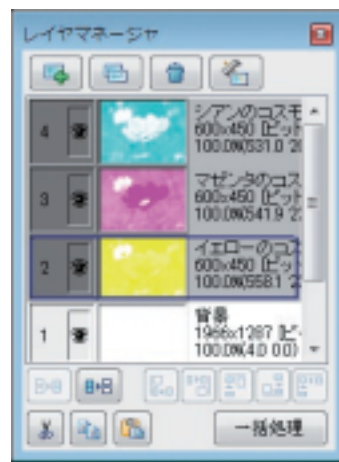 レイヤマネージャ
4
シアンのコスモ
600x450 [ビット
100.0%(531.0
3
マゼンタのコス
600x450 [ビット
100.0%(541.9
2
イエローのコス
600x450 [ビット
100.0%(558.1
1
背景
1966x1287 [ビ
100.0%(4.0 0.0)
一括処理